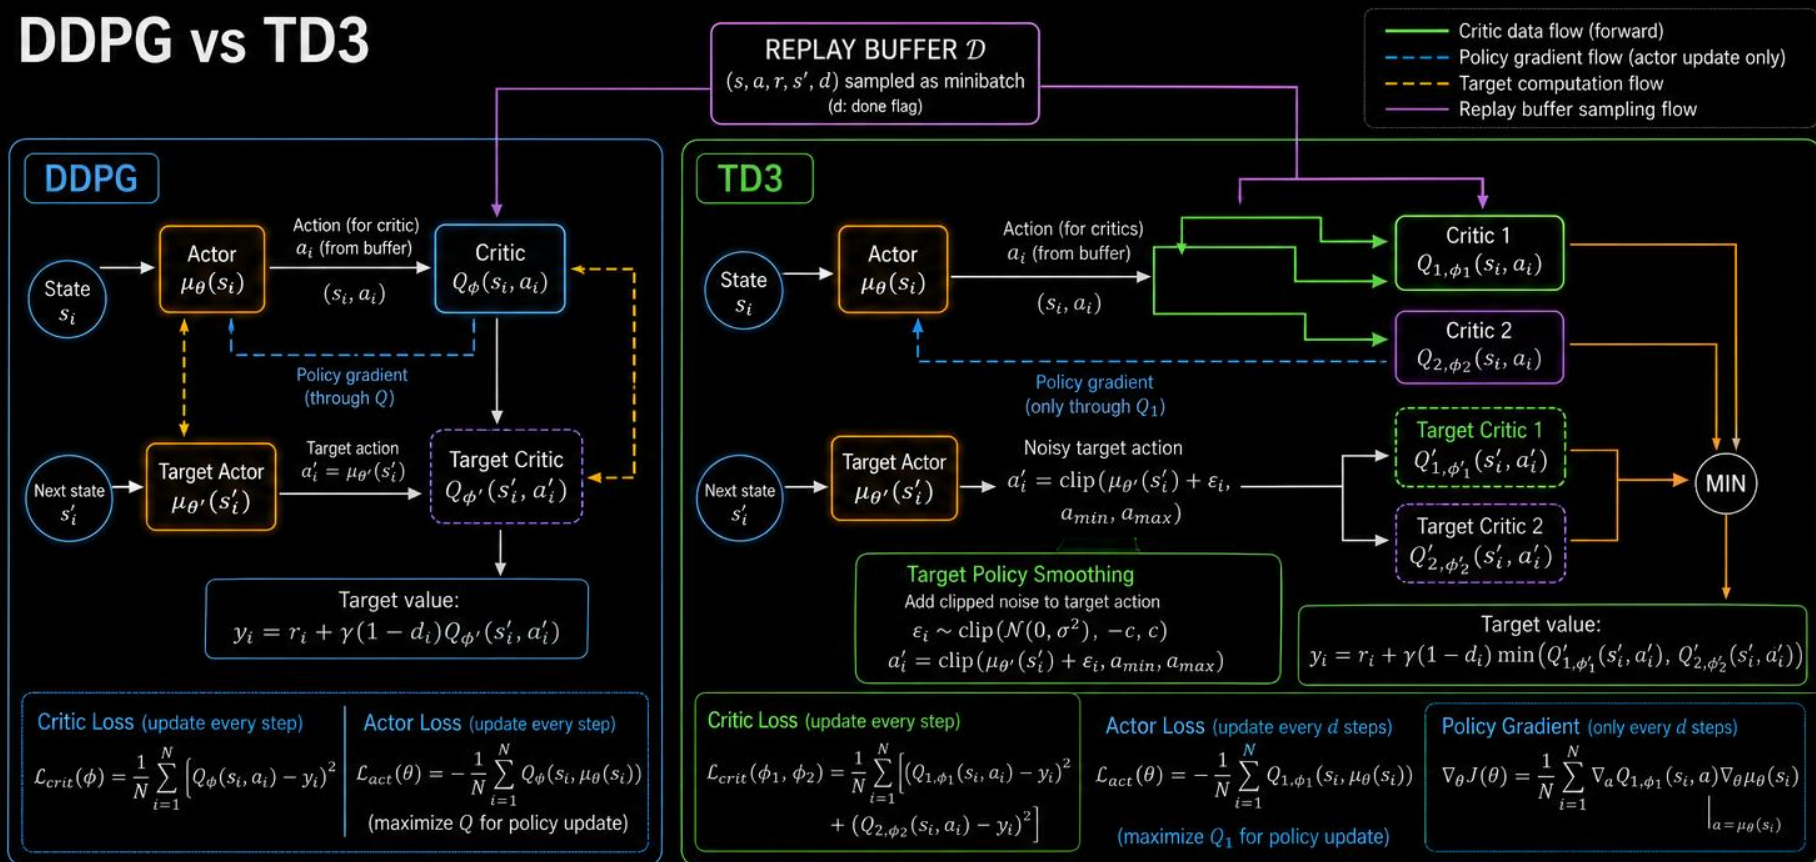 DDPG vs TD3
REPLAY BUFFER 𝒟
(s, a, r, s′, d) sampled as minibatch
(d: done flag)
Critic data flow (forward)
Policy gradient flow (actor update only)
Target computation flow
Replay buffer sampling flow
DDPG
State
sᵢ
Actor
μ_θ(sᵢ)
Action (for critic)
aᵢ (from buffer)
(sᵢ, aᵢ)
Critic
Q_ϕ(sᵢ, aᵢ)
Policy gradient
(through Q)
Next state
s′ᵢ
Target Actor
μ_θ′(s′ᵢ)
Target action
a′ᵢ = μ_θ′(s′ᵢ)
Target Critic
Q_ϕ′(s′ᵢ, a′ᵢ)
Target value:
yᵢ = rᵢ + γ(1 − dᵢ)Q_ϕ′(s′ᵢ, a′ᵢ)
Critic Loss (update every step)
ℒ_crit(ϕ) = 1/N ∑_{i=1}^{N} [Q_ϕ(sᵢ, aᵢ) − yᵢ)²
Actor Loss (update every step)
ℒ_act(θ) = − 1/N ∑_{i=1}^{N} Q_ϕ(sᵢ, μ_θ(sᵢ))
(maximize Q for policy update)
TD3
State
sᵢ
Actor
μ_θ(sᵢ)
Action (for critics)
aᵢ (from buffer)
(sᵢ, aᵢ)
Critic 1
Q_{1,ϕ₁}(sᵢ, aᵢ)
Critic 2
Q_{2,ϕ₂}(sᵢ, aᵢ)
Policy gradient
(only through Q₁)
Next state
s′ᵢ
Target Actor
μ_θ′(s′ᵢ)
Noisy target action
a′ᵢ = clip(μ_θ′(s′ᵢ) + εᵢ,
a_min, a_max)
Target Critic 1
Q′_{1,ϕ′₁}(s′ᵢ, a′ᵢ)
Target Critic 2
Q′_{2,ϕ′₂}(s′ᵢ, a′ᵢ)
MIN
Target Policy Smoothing
Add clipped noise to target action
εᵢ ~ clip(𝒩(0, σ²), −c, c)
a′ᵢ = clip(μ_θ′(s′ᵢ) + εᵢ, a_min, a_max)
Target value:
yᵢ = rᵢ + γ(1 − dᵢ) min(Q′_{1,ϕ′₁}(s′ᵢ, a′ᵢ), Q′_{2,ϕ′₂}(s′ᵢ, a′ᵢ))
Critic Loss (update every step)
ℒ_crit(ϕ₁, ϕ₂) = 1/N ∑_{i=1}^{N} [(Q_{1,ϕ₁}(sᵢ, aᵢ) − yᵢ)²
+ (Q_{2,ϕ₂}(sᵢ, aᵢ) − yᵢ)²]
Actor Loss (update every d steps)
ℒ_act(θ) = − 1/N ∑_{i=1}^{N} Q_{1,ϕ₁}(sᵢ, μ_θ(sᵢ))
(maximize Q₁ for policy update)
Policy Gradient (only every d steps)
∇_θ J(θ) = 1/N ∑_{i=1}^{N} ∇ₐQ_{1,ϕ₁}(sᵢ, a)∇_θ μ_θ(sᵢ)
|_{a=μ_θ(sᵢ)}